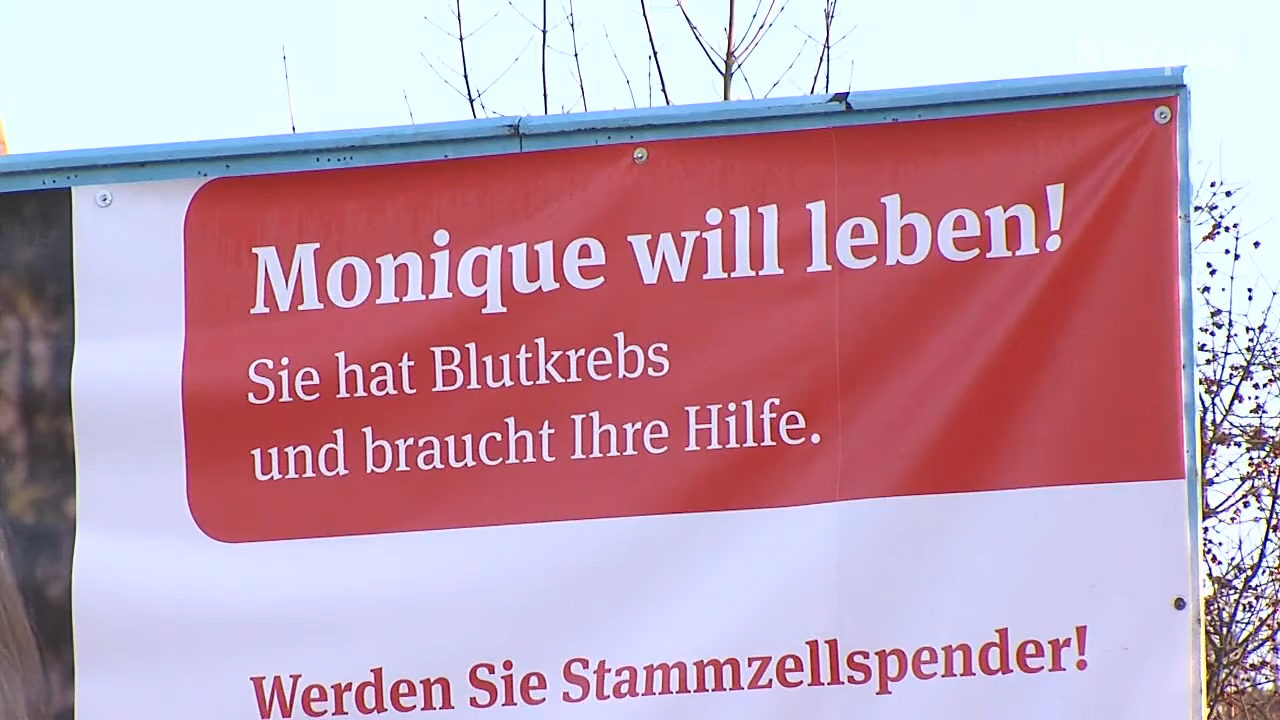 Monique will leben!
Sie hat Blutkrebs
und braucht Ihre Hilfe.
Werden Sie Stammzellspender!